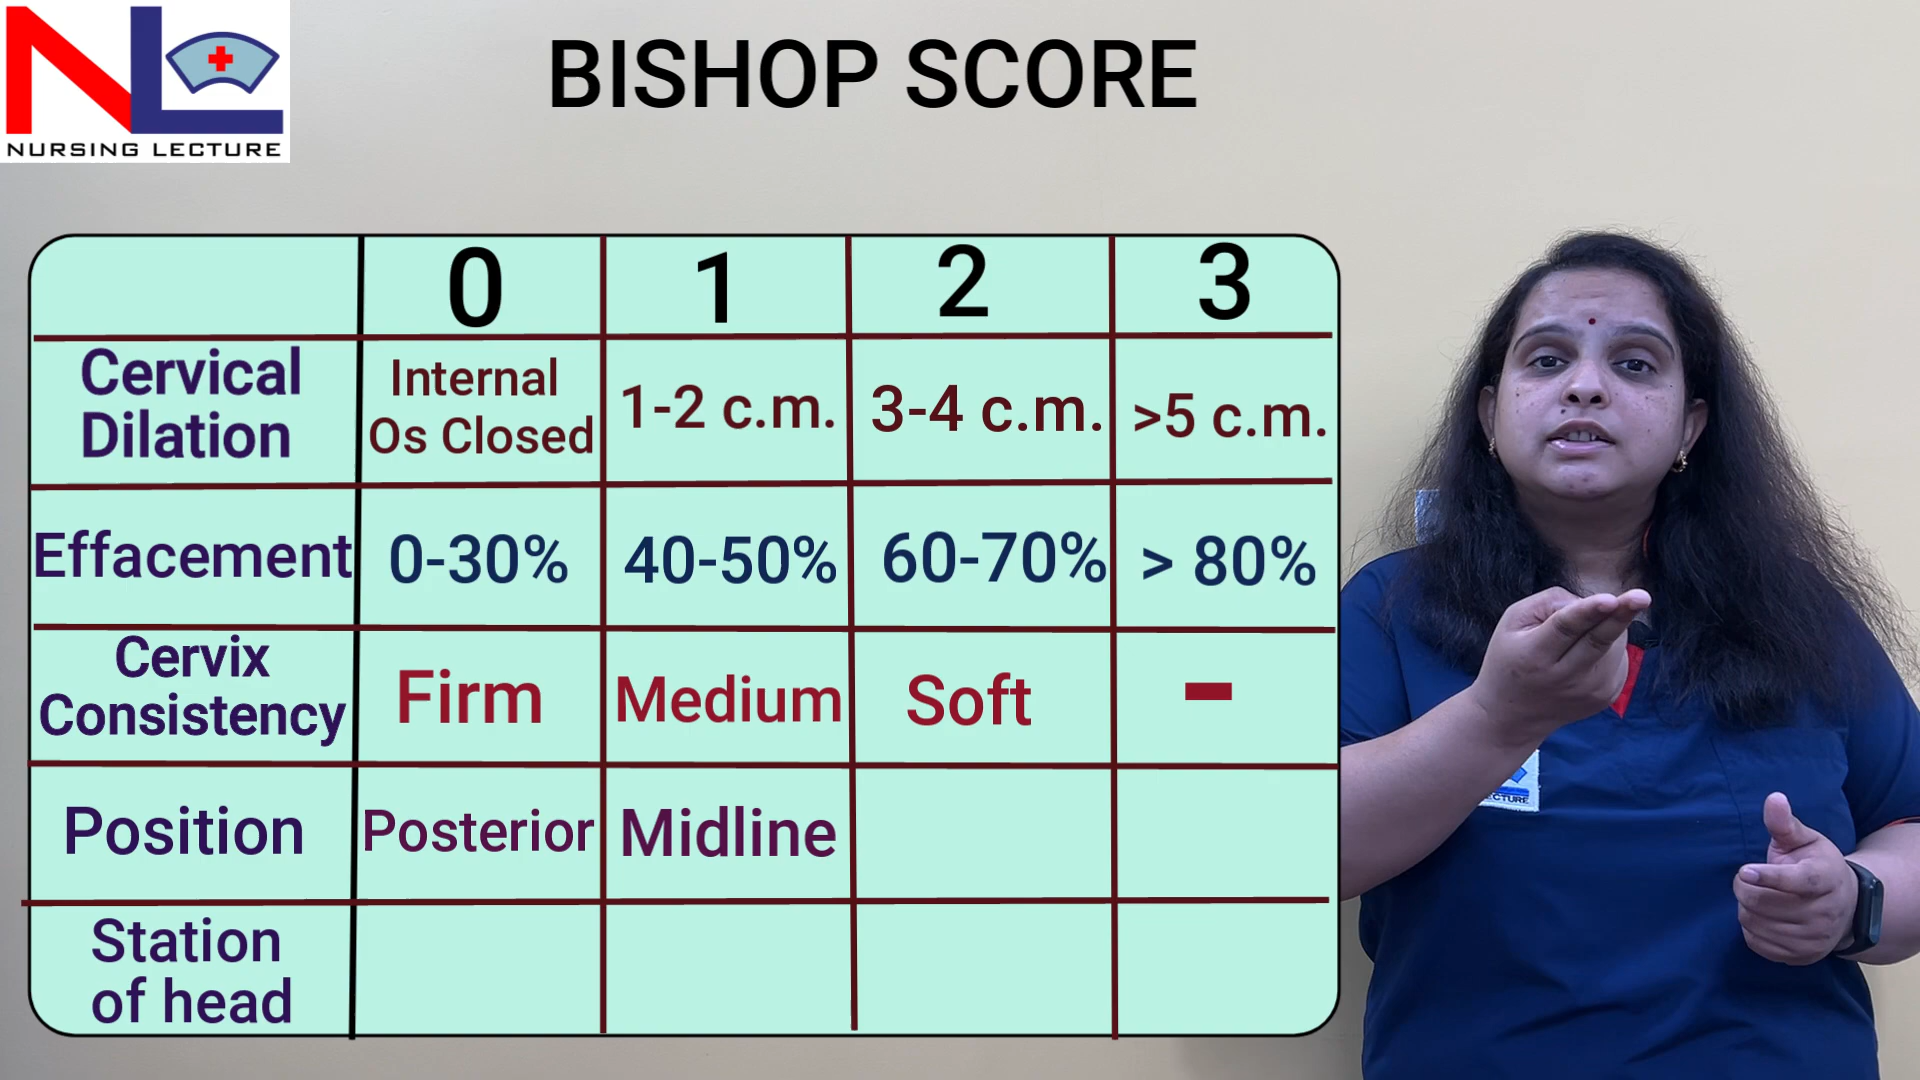 NL
NURSING LECTURE
BISHOP SCORE
0 1 2 3
Cervical
Dilation
Internal
Os Closed
1-2 c.m.
3-4 c.m.
>5 c.m.
Effacement
0-30%
40-50%
60-70%
> 80%
Cervix
Consistency
Firm
Medium
Soft
-
Position
Posterior
Midline
Station
of head